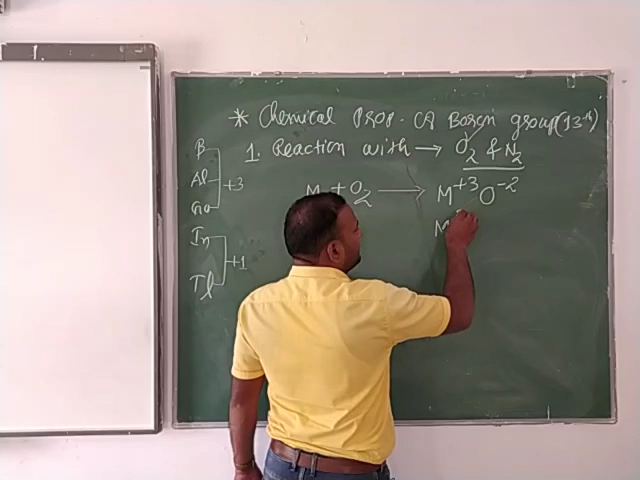 * Chemical Prop. of Boron group (13th)
1. Reaction with → O2 & N2
B
Al
Ga
+3
In
Tl
+1
M + O2 → M+3 O-2
M